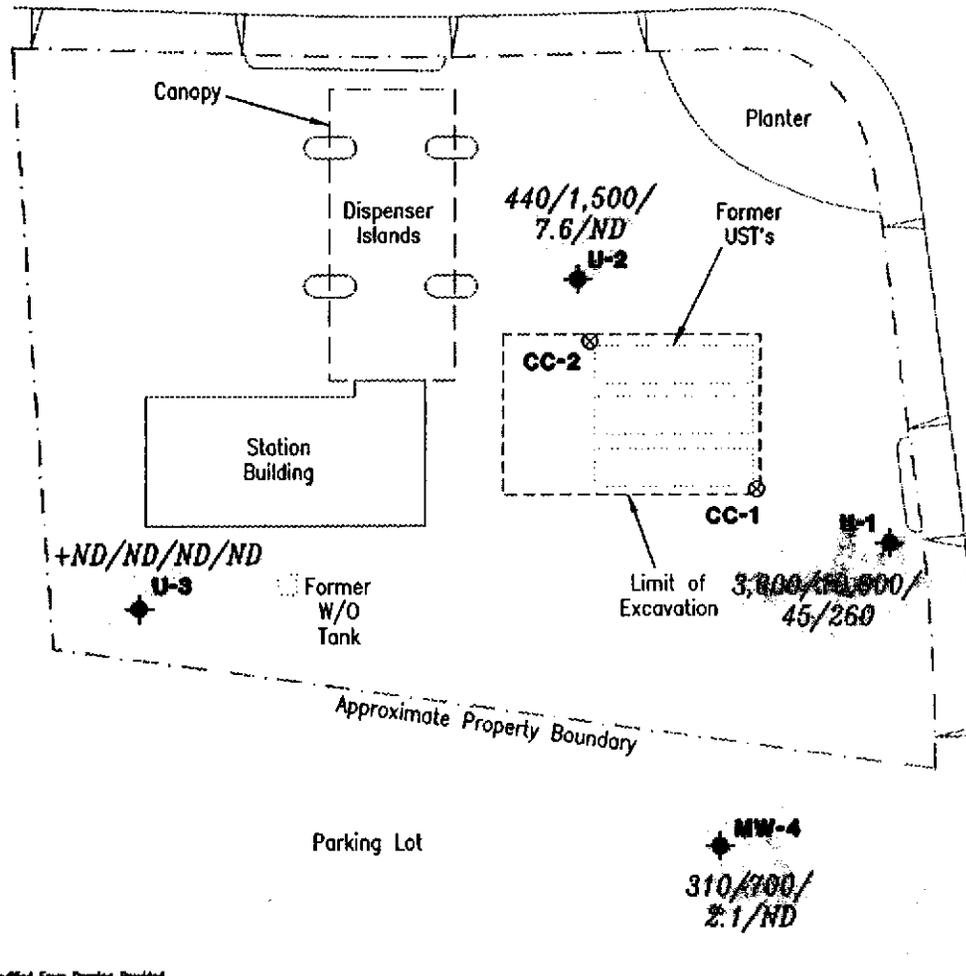 Canopy
Planter
Dispenser
Islands
440/1,500/
7.6/ND
Former
UST's
U-2
CC-2
Station
Building
CC-1
U-1
+ND/ND/ND/ND
U-3
Former
W/O
Tank
Limit of
Excavation
45/260
Approximate Property Boundary
Parking Lot
MW-4
310/700/
2.1/ND